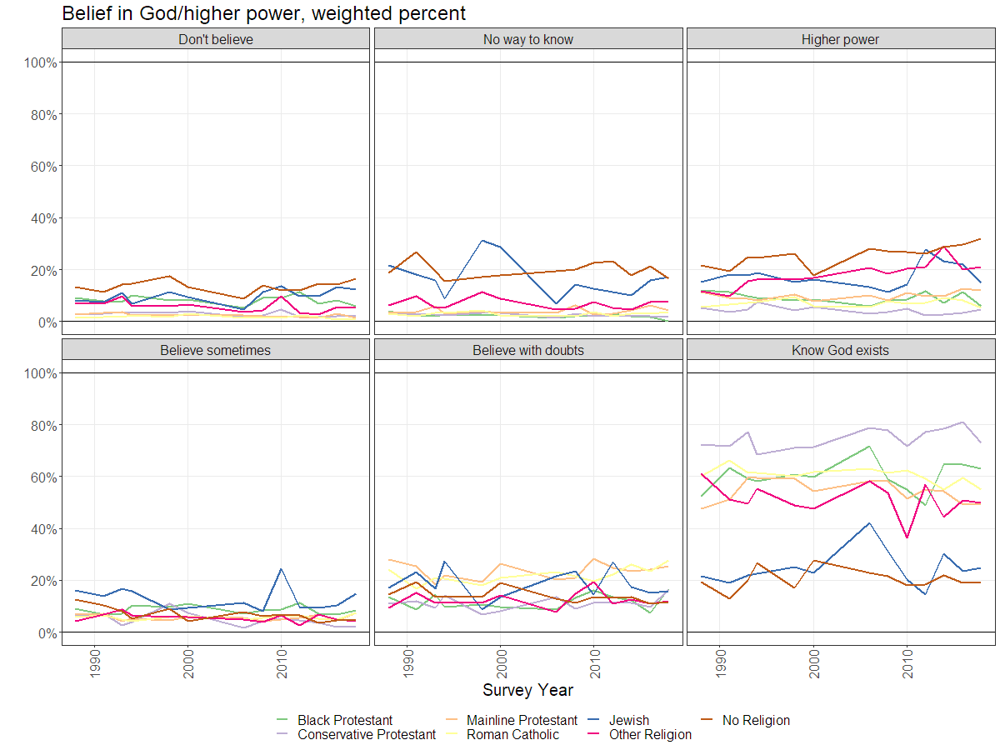 Belief in God/higher power, weighted percent
Don't believe
No way to know
Higher power
100%
80%
60%
40%
20%
0%
Believe sometimes
Believe with doubts
Know God exists
100%
80%
60%
40%
20%
0%
1990
2000
2010
1990
2000
2010
1990
2000
2010
Survey Year
Black Protestant
Mainline Protestant
Jewish
No Religion
Conservative Protestant
Roman Catholic
Other Religion